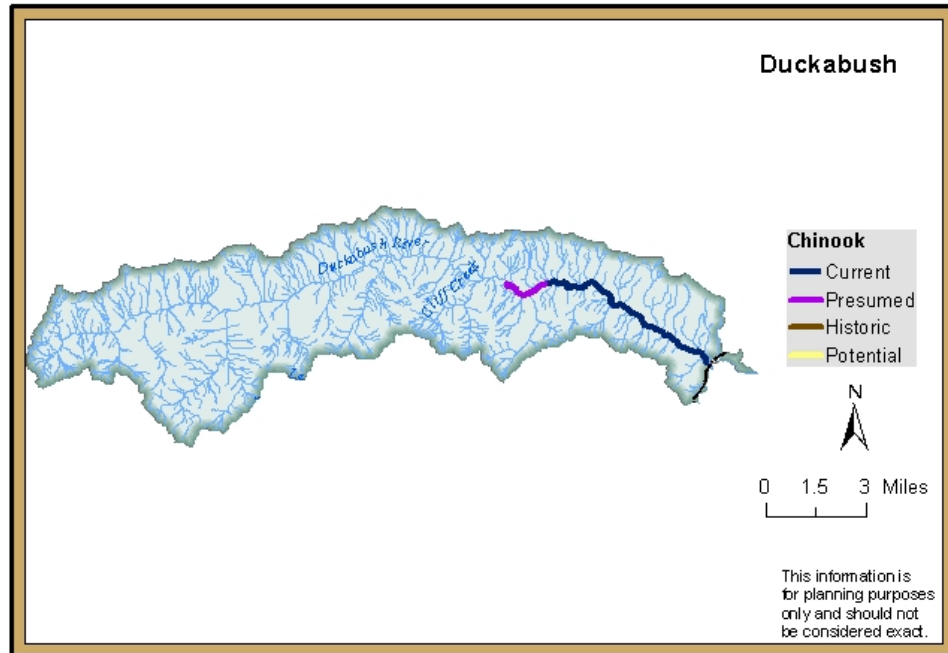 Duckabush
Duckabush River
Cliff Creek
Chinook
Current
Presumed
Historic
Potential
N
0 1.5 3 Miles
This information is
for planning purposes
only and should not
be considered exact.